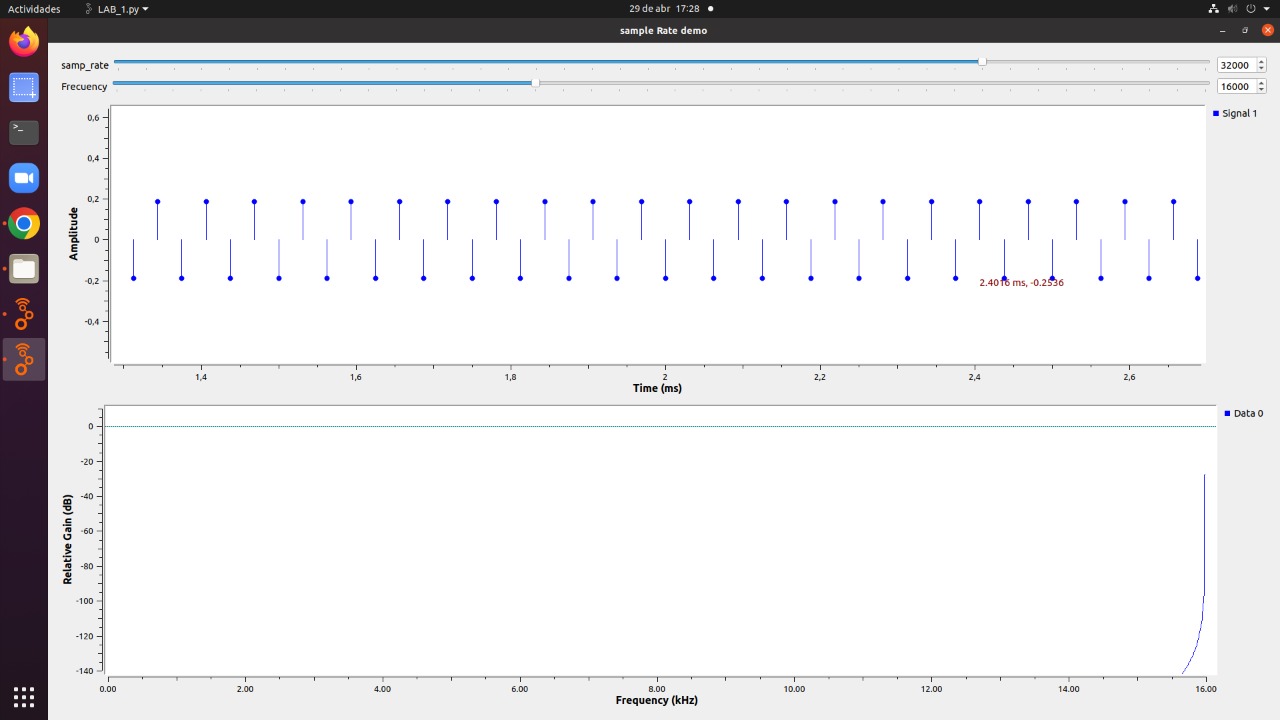 Actividades LAB_1.py 29 de abr 17:28
sample Rate demo
samp_rate 32000
Frecuency 16000
Signal 1
Amplitude
0,6
0,4
0,2
0
-0,2
-0,4
2.4016 ms, -0.2536
1,4 1,6 1,8 2 2,2 2,4 2,6
Time (ms)
Data 0
Relative Gain (dB)
0
-20
-40
-60
-80
-100
-120
-140
0.00 2.00 4.00 6.00 8.00 10.00 12.00 14.00 16.00
Frequency (kHz)